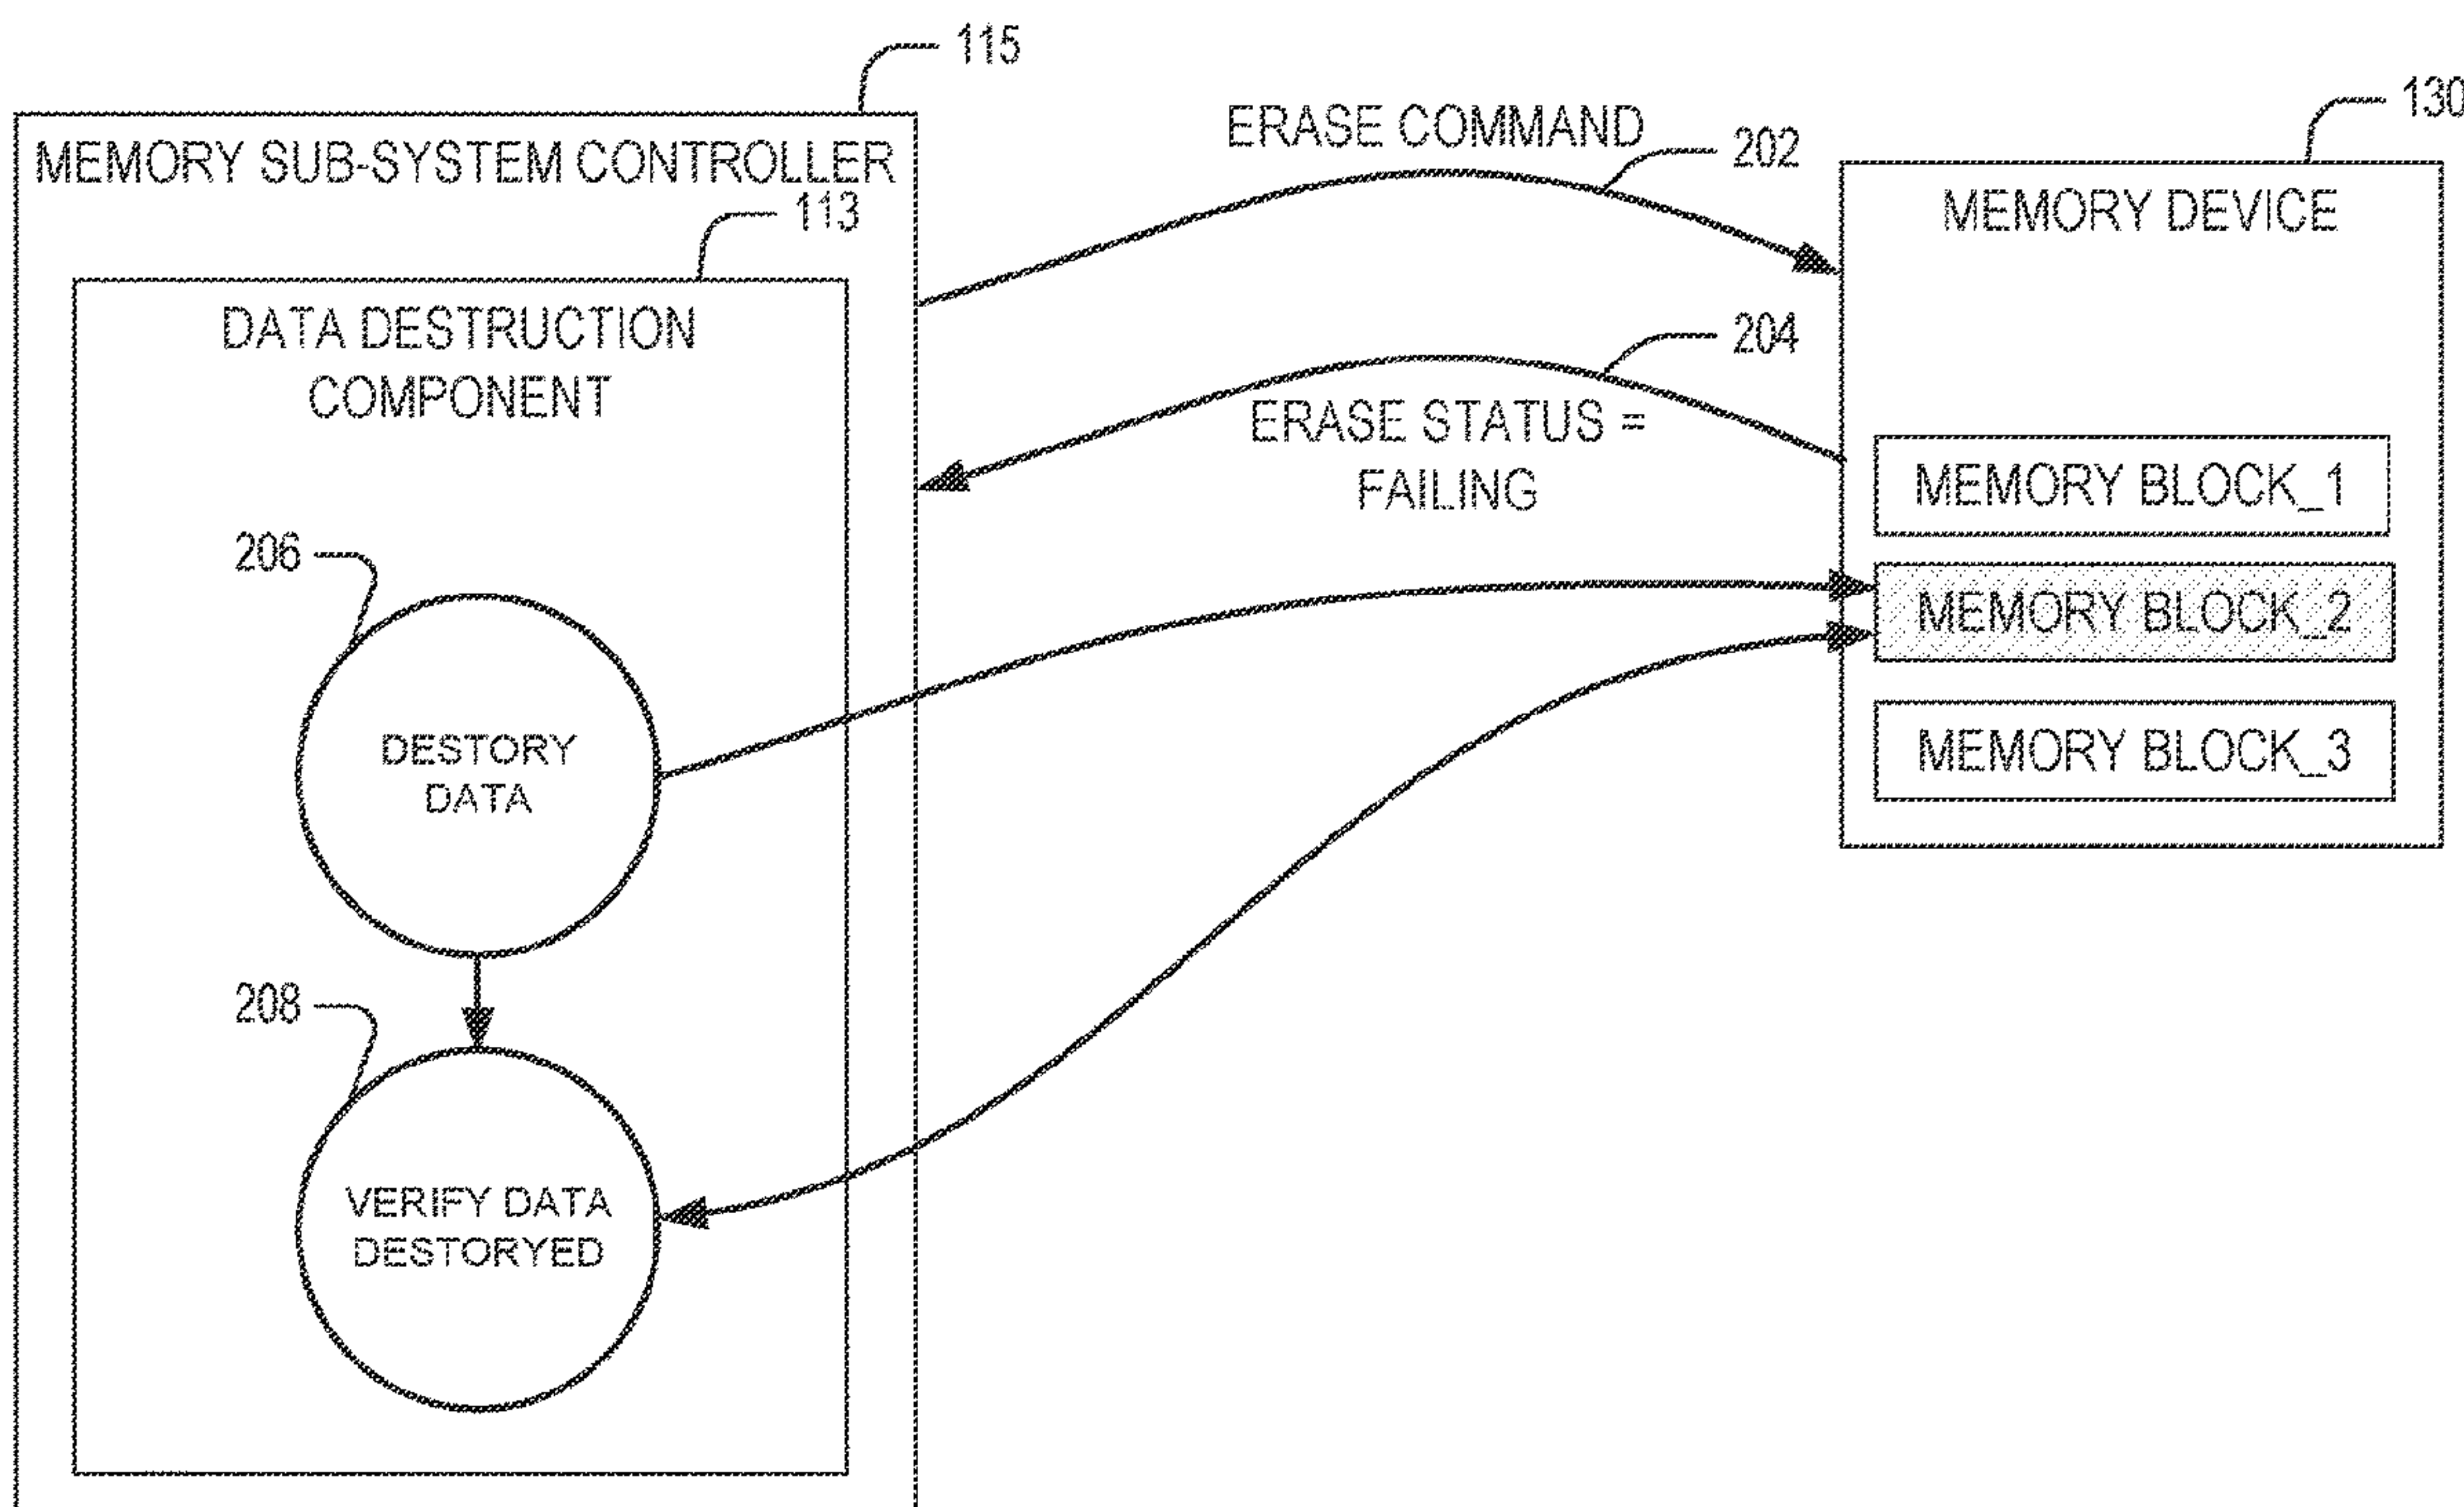 115
MEMORY SUB-SYSTEM CONTROLLER
113
DATA DESTRUCTION
COMPONENT
206
DESTORY
DATA
208
VERIFY DATA
DESTORYED
ERASE COMMAND
202
204
ERASE STATUS =
FAILING
130
MEMORY DEVICE
MEMORY BLOCK_1
MEMORY BLOCK_2
MEMORY BLOCK_3